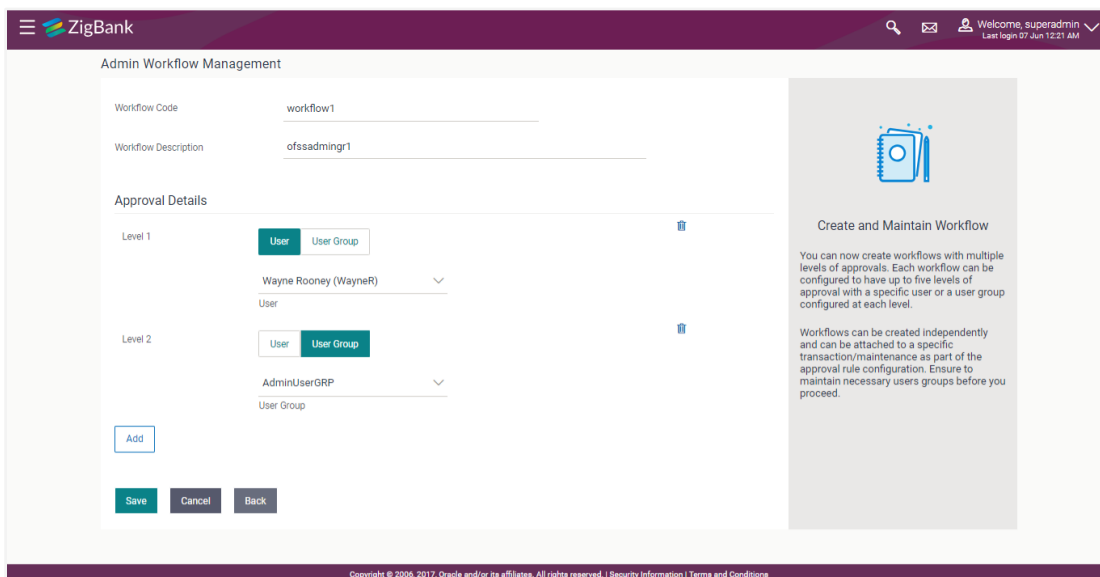 ZigBank
Welcome, superadmin
Last login 07 Jun 12:21 AM
Admin Workflow Management
Workflow Code
workflow1
Workflow Description
ofssadmingr1
Approval Details
Level 1
User
User Group
Wayne Rooney (WayneR)
User
Level 2
User
User Group
AdminUserGRP
User Group
Add
Save
Cancel
Back
Create and Maintain Workflow
You can now create workflows with multiple
levels of approvals. Each workflow can be
configured to have up to five levels of
approval with a specific user or a user group
configured at each level.
Workflows can be created independently
and can be attached to a specific
transaction/maintenance as part of the
approval rule configuration. Ensure to
maintain necessary users groups before you
proceed.
Copyright © 2006, 2017, Oracle and/or its affiliates. All rights reserved. | Security Information | Terms and Conditions